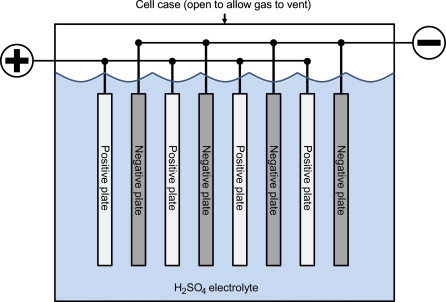 Cell case (open to allow gas to vent)
+
−
Positive plate
Negative plate
Positive plate
Negative plate
Positive plate
Negative plate
Positive plate
Negative plate
H₂SO₄ electrolyte